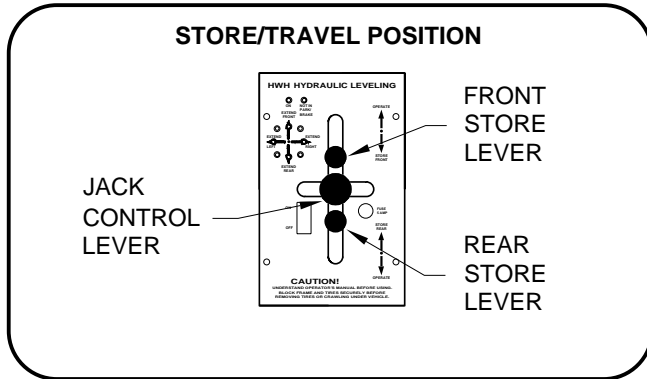 STORE/TRAVEL POSITION
HWH HYDRAULIC LEVELING
ON
NOT IN
PARK/
BRAKE
EXTEND
FRONT
EXTEND
LEFT
EXTEND
RIGHT
EXTEND
REAR
OPERATE
STORE
FRONT
FRONT
STORE
LEVER
JACK
CONTROL
LEVER
ON
OFF
FUSE
STORE
REAR
OPERATE
REAR
STORE
LEVER
CAUTION!
UNDERSTAND OPERATOR'S MANUAL BEFORE USING.
BLOCK FRAME AND TIRES SECURELY BEFORE
REMOVING TIRES OR CRAWLING UNDER VEHICLE.